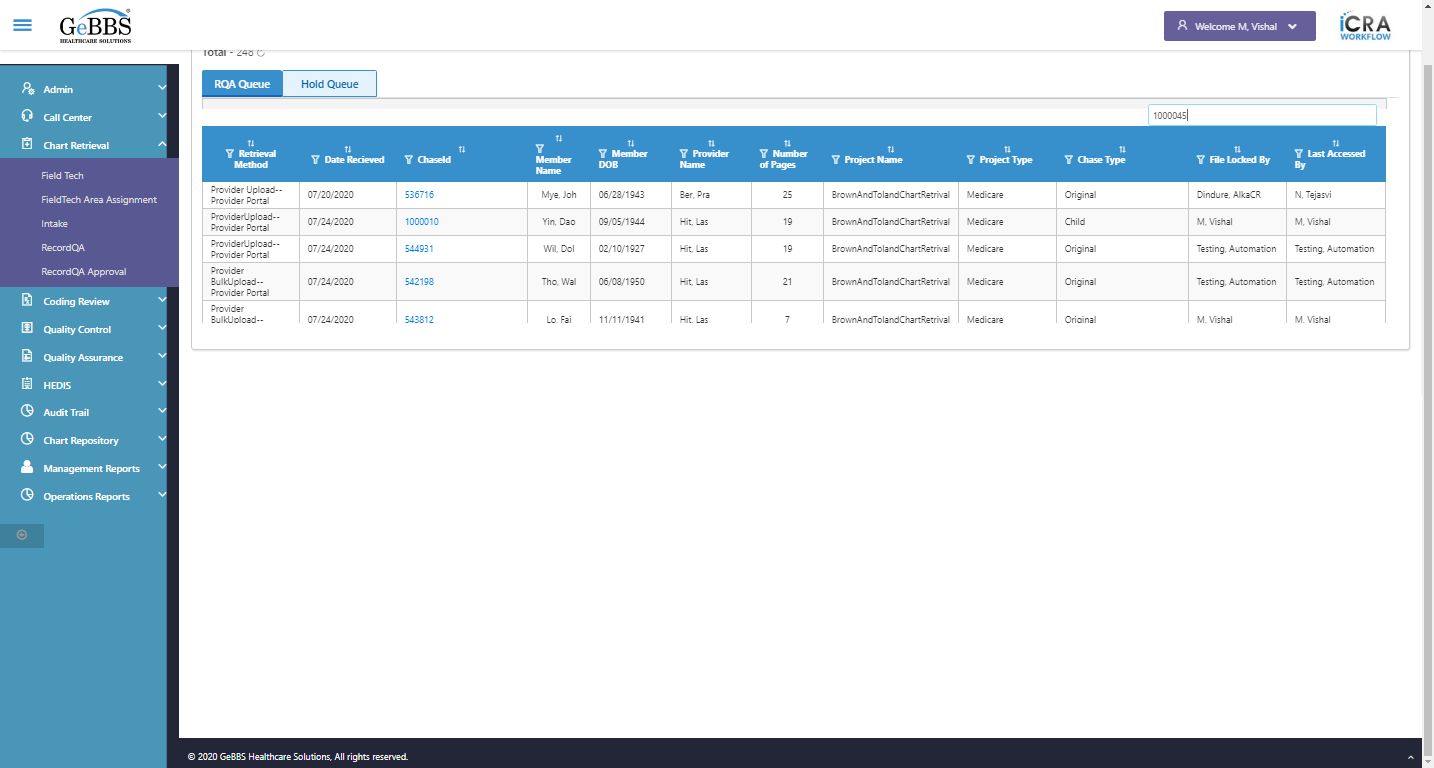 GeBBS
HEALTHCARE SOLUTIONS
Welcome M, Vishal
iCRA
WORKFLOW
Total - 248
Admin
Call Center
Chart Retrieval
Field Tech
FieldTech Area Assignment
Intake
RecordQA
RecordQA Approval
Coding Review
Quality Control
Quality Assurance
HEDIS
Audit Trail
Chart Repository
Management Reports
Operations Reports
RQA Queue Hold Queue
1000045
Retrieval Method Date Recieved ChaseId Member Name Member DOB Provider Name Number of Pages Project Name Project Type Chase Type File Locked By Last Accessed By
Provider Upload--Provider Portal 07/20/2020 536716 Mye, Joh 06/28/1943 Ber, Pra 25 BrownAndTolandChartRetrival Medicare Original Dindure, AlkaCR N, Tejasvi
ProviderUpload--Provider Portal 07/24/2020 1000010 Yin, Dao 09/05/1944 Hit, Las 19 BrownAndTolandChartRetrival Medicare Child M, Vishal M, Vishal
ProviderUpload--Provider Portal 07/24/2020 544931 Wil, Dol 02/10/1927 Hit, Las 19 BrownAndTolandChartRetrival Medicare Original Testing, Automation Testing, Automation
Provider BulkUpload--Provider Portal 07/24/2020 542198 Tho, Wal 06/08/1950 Hit, Las 21 BrownAndTolandChartRetrival Medicare Original Testing, Automation Testing, Automation
Provider BulkUpload-- 07/24/2020 543812 Lo, Fai 11/11/1941 Hit, Las 7 BrownAndTolandChartRetrival Medicare Original M, Vishal M, Vishal
© 2020 GeBBS Healthcare Solutions, All rights reserved.